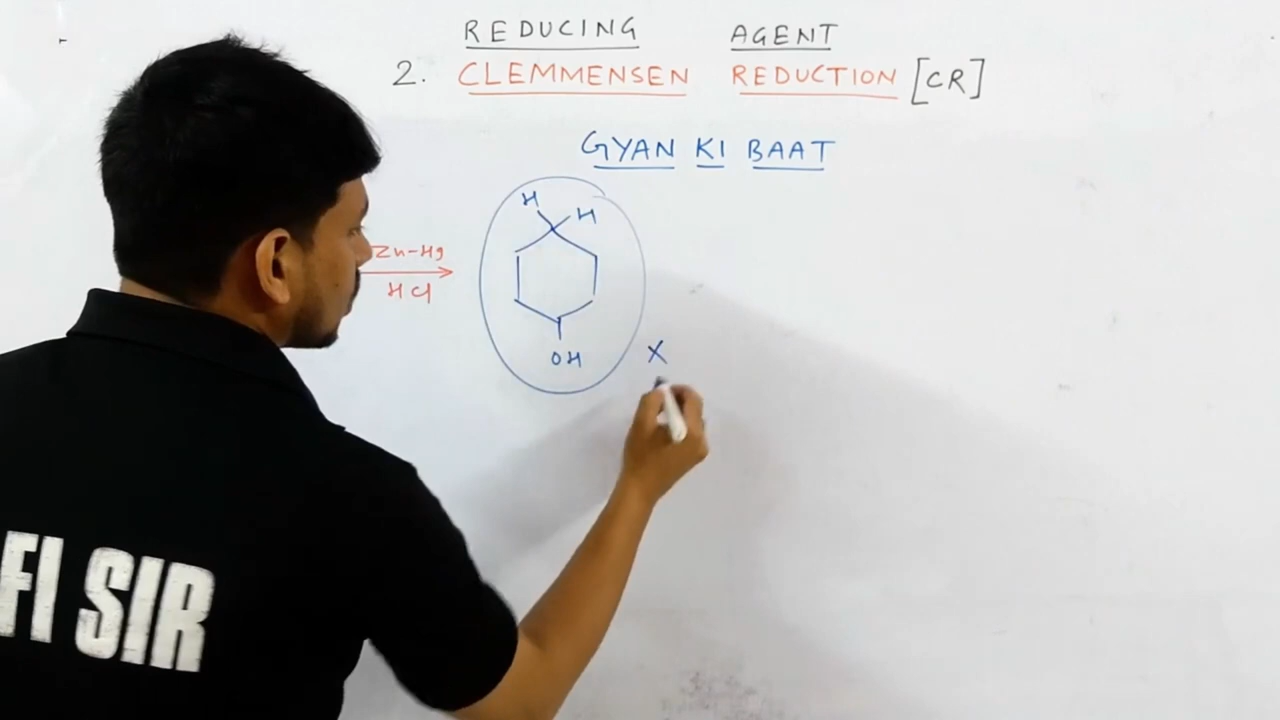 REDUCING AGENT
2. CLEMMENSEN REDUCTION [CR]
GYAN KI BAAT
H
H
Zn-Hg
HCl
OH
X
FI SIR